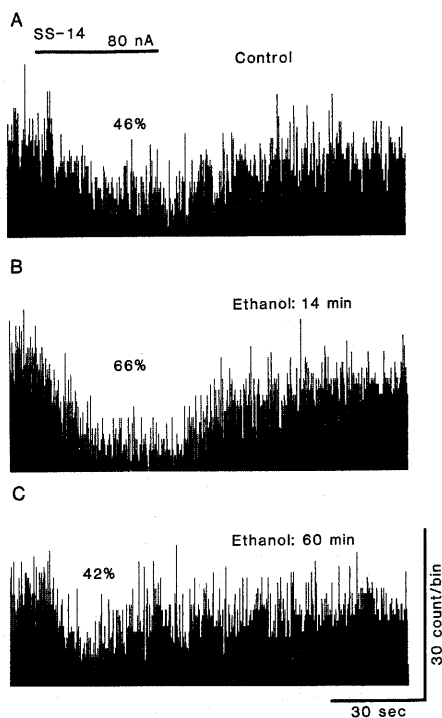 A
SS-14 80 nA
Control
46%
B
Ethanol: 14 min
66%
C
Ethanol: 60 min
42%
30 count/bin
30 sec